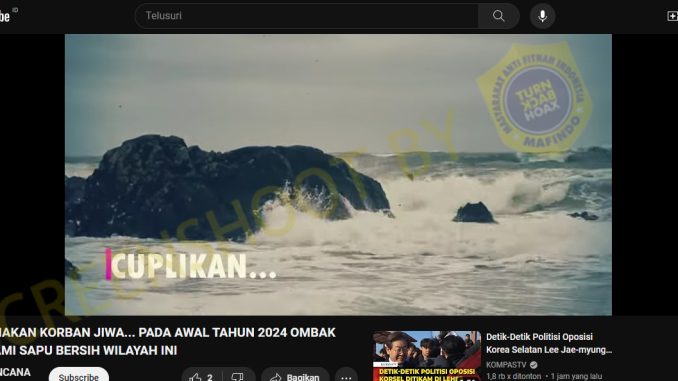 ID
Telusuri
MASYARAKAT ANTI FITNAH INDONESIA
TURN
BACK
HOAX
MAFINDO
SCREENSHOOT BY
CUPLIKAN...
MAKAN KORBAN JIWA... PADA AWAL TAHUN 2024 OMBAK
AMI SAPU BERSIH WILAYAH INI
NCANA
Subscribe
2
Bagikan
DETIK-DETIK POLITISI OPOSISI
KORSEL DITIKAM DI LEHER
Detik-Detik Politisi Oposisi
Korea Selatan Lee Jae-myung...
KOMPASTV
1,8 rb x ditonton • 1 jam yang lalu